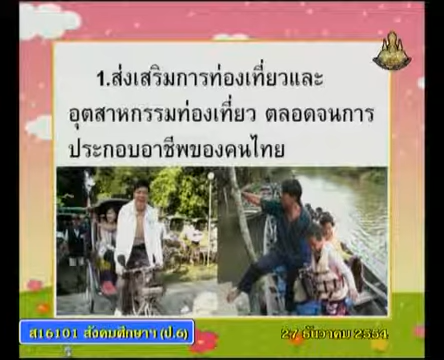 1.ส่งเสริมการท่องเที่ยวและ
อุตสาหกรรมท่องเที่ยว ตลอดจนการ
ประกอบอาชีพของคนไทย
ส16101 สังคมศึกษาฯ (ป.6)
27 ธันวาคม 2554